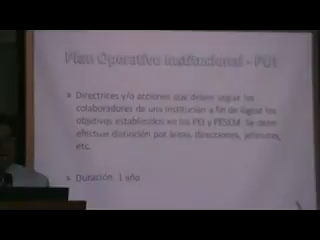 Plan Operativo Institucional - POI
Directrices y/o acciones que deben seguir los
colaboradores de una institución a fin de lograr los
objetivos establecidos en los PEI y PESEM. Se debe
efectuar distinción por áreas, direcciones, jefaturas,
etc.
Duración: 1 año